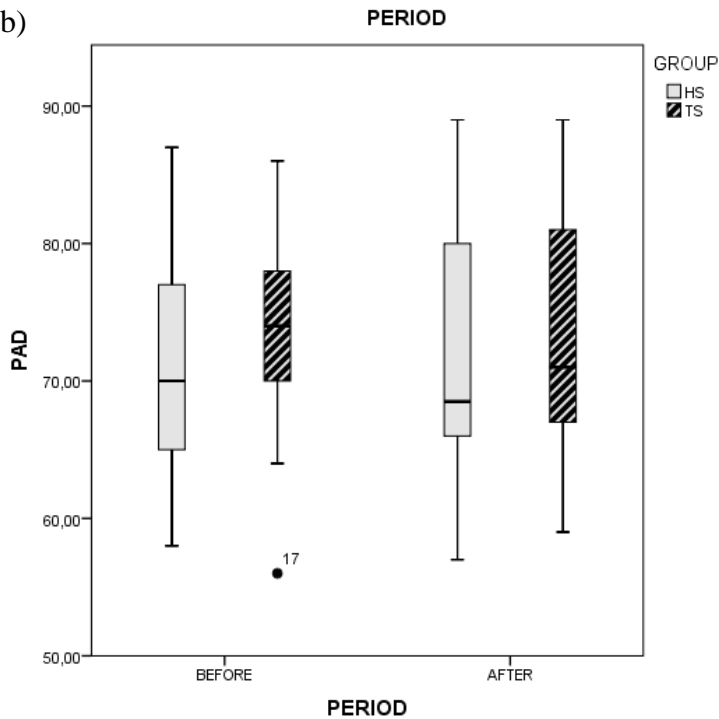 b)
PERIOD
GROUP
HS
TS
90,00
80,00
70,00
60,00
50,00
PAD
17
BEFORE
AFTER
PERIOD